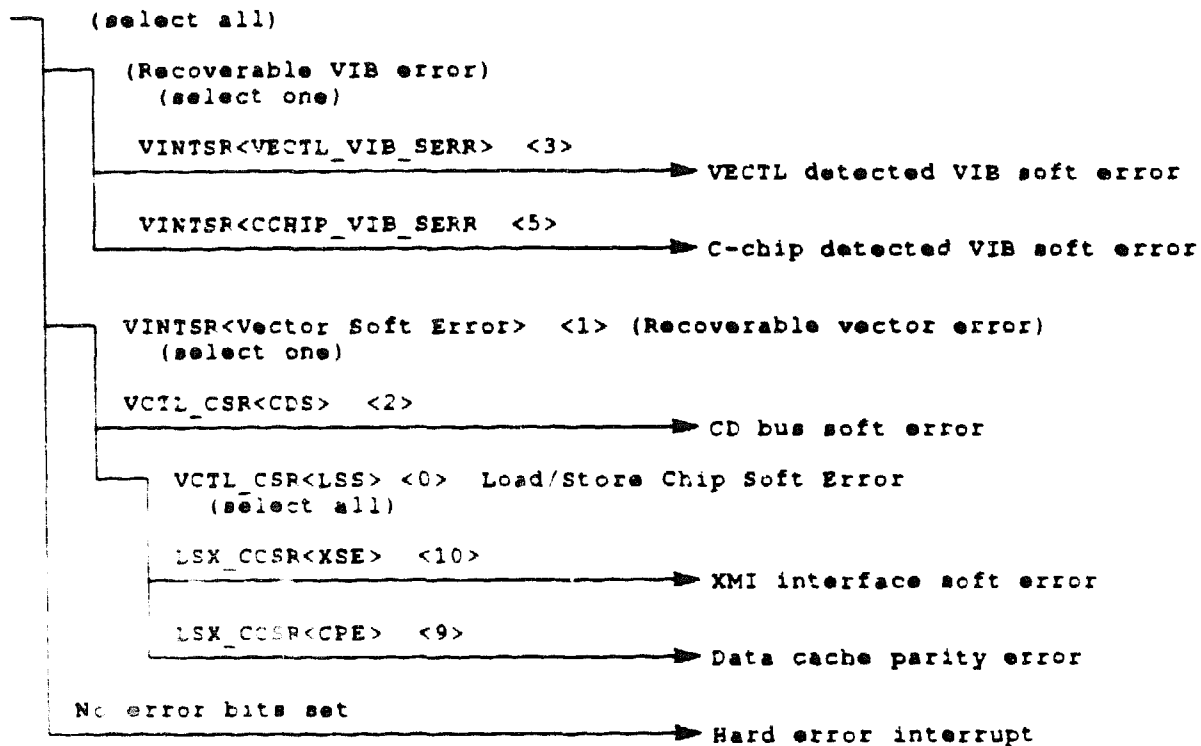 (select all)
(Recoverable VIB error)
(select one)
VINTSR<VECTL_VIB_SERR> <3>
VECTL detected VIB soft error
VINTSR<CCHIP_VIB_SERR <5>
C-chip detected VIB soft error
VINTSR<Vector Soft Error> <1> (Recoverable vector error)
(select one)
VCTL_CSR<CDS> <2>
CD bus soft error
VCTL_CSR<LSS> <0> Load/Store Chip Soft Error
(select all)
LSX_CCSR<XSE> <10>
XMI interface soft error
LSX_CCSR<CPE> <9>
Data cache parity error
No error bits set
Hard error interrupt